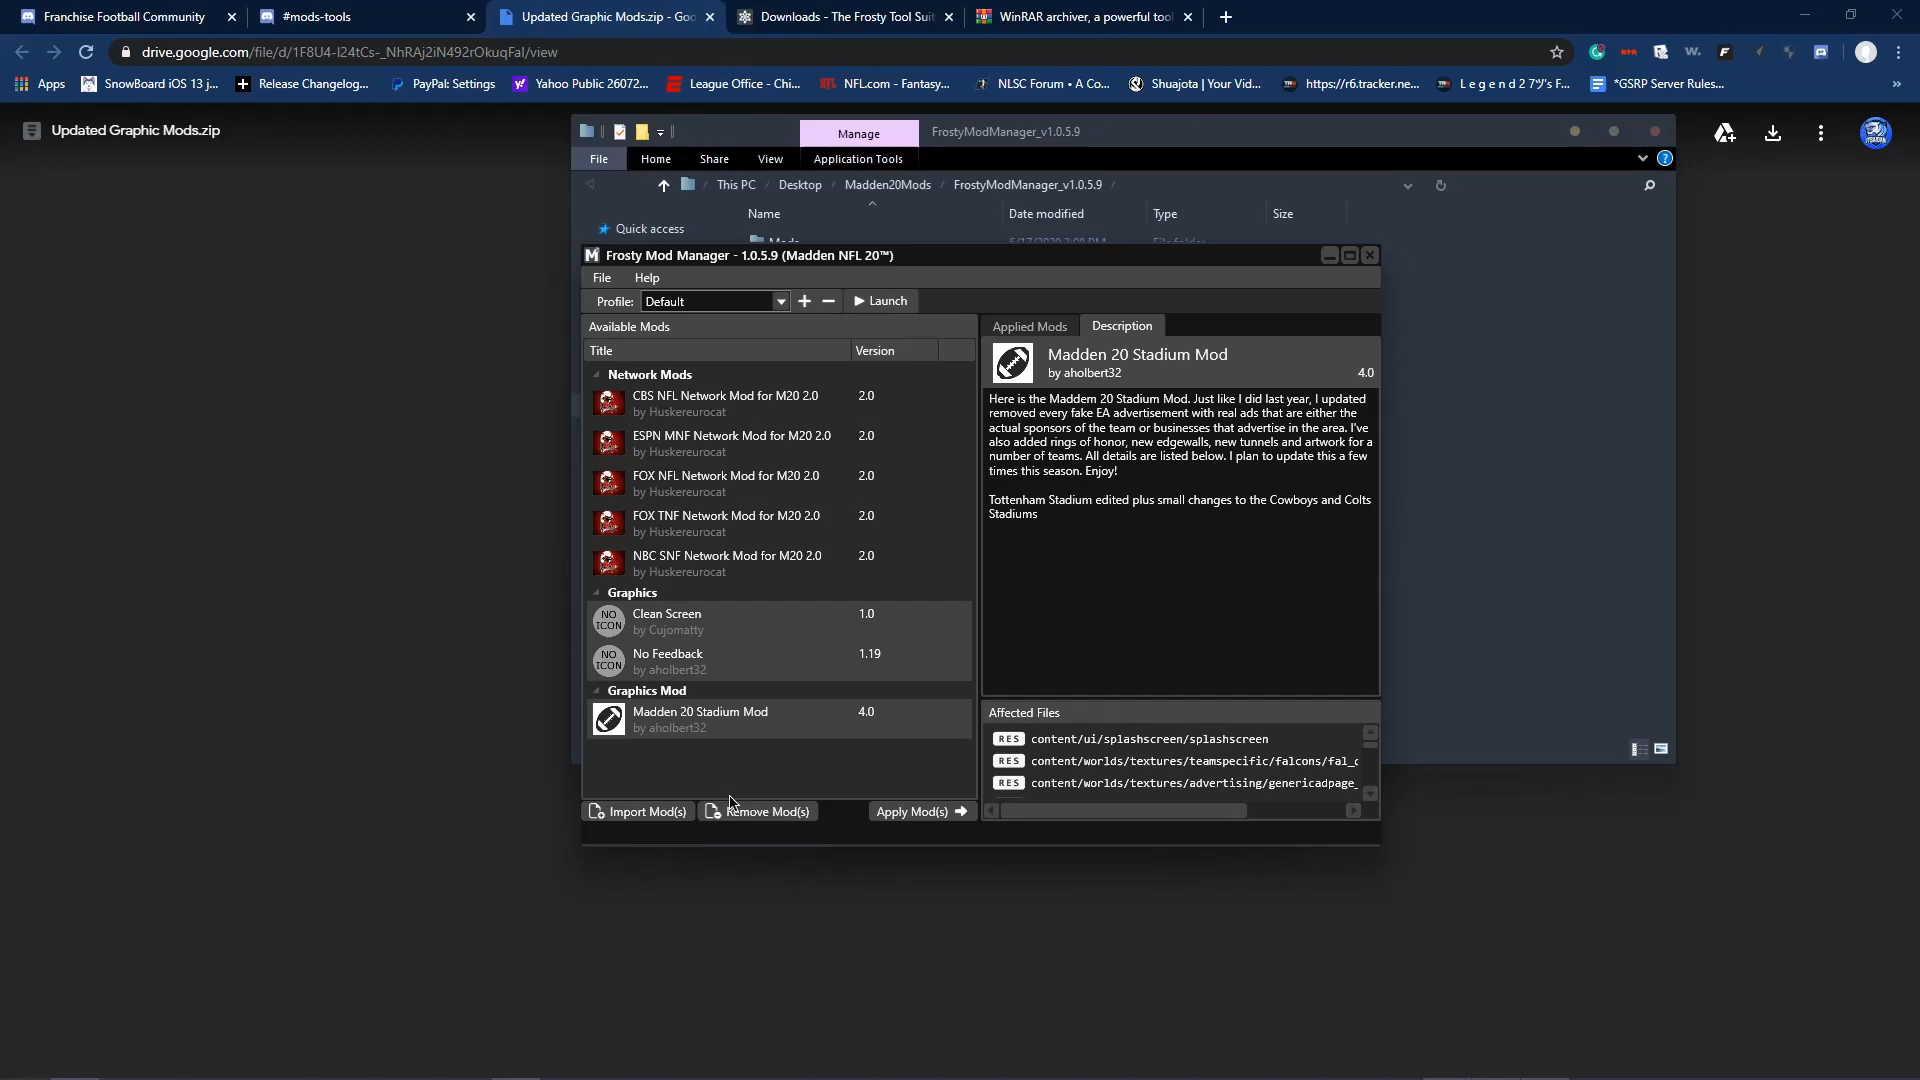 Franchise Football Community
#mods-tools
Updated Graphic Mods.zip - Goo
Downloads - The Frosty Tool Suit
WinRAR archiver, a powerful tool
drive.google.com/file/d/1F8U4-I24tCs-_NhRAj2iN492rOkuqFaI/view
Apps
SnowBoard iOS 13 j...
Release Changelog...
PayPak Settings
Yahoo Public 26072...
League Office - Chi...
NFL.com - Fantasy...
NLSC Forum • A Co...
Shuajota | Your Vid...
https://r6.tracker.ne...
L e g e n d 2 7ツ's F...
*GSRP Server Rules...
»
Updated Graphic Mods.zip
Manage
FrostyModManager_v1.0.5.9
File
Home
Share
View
Application Tools
This PC
Desktop
Madden20Mods
FrostyModManager_v1.0.5.9
Name
Date modified
Type
Size
Quick access
Mods
6/17/2020 2:08 PM
File folder
Frosty Mod Manager - 1.0.5.9 (Madden NFL 20™)
File
Help
Profile:
Default
Launch
Available Mods
Title
Version
Network Mods
CBS NFL Network Mod for M20 2.0
2.0
by Huskereurocat
ESPN MNF Network Mod for M20 2.0
2.0
by Huskereurocat
FOX NFL Network Mod for M20 2.0
2.0
by Huskereurocat
FOX TNF Network Mod for M20 2.0
2.0
by Huskereurocat
NBC SNF Network Mod for M20 2.0
2.0
by Huskereurocat
Graphics
NO ICON
Clean Screen
1.0
by Cujomatty
NO ICON
No Feedback
1.19
by aholbert32
Graphics Mod
Madden 20 Stadium Mod
4.0
by aholbert32
Import Mod(s)
Remove Mod(s)
Apply Mod(s)
Applied Mods
Description
Madden 20 Stadium Mod
by aholbert32
4.0
Here is the Maddem 20 Stadium Mod. Just like I did last year, I updated
removed every fake EA advertisement with real ads that are either the
actual sponsors of the team or businesses that advertise in the area. I've
also added rings of honor, new edgewalls, new tunnels and artwork for a
number of teams. All details are listed below. I plan to update this a few
times this season. Enjoy!
Tottenham Stadium edited plus small changes to the Cowboys and Colts
Stadiums
Affected Files
RES content/ui/splashscreen/splashscreen
RES content/worlds/textures/teamspecific/falcons/fal_c
RES content/worlds/textures/advertising/genericadpage_